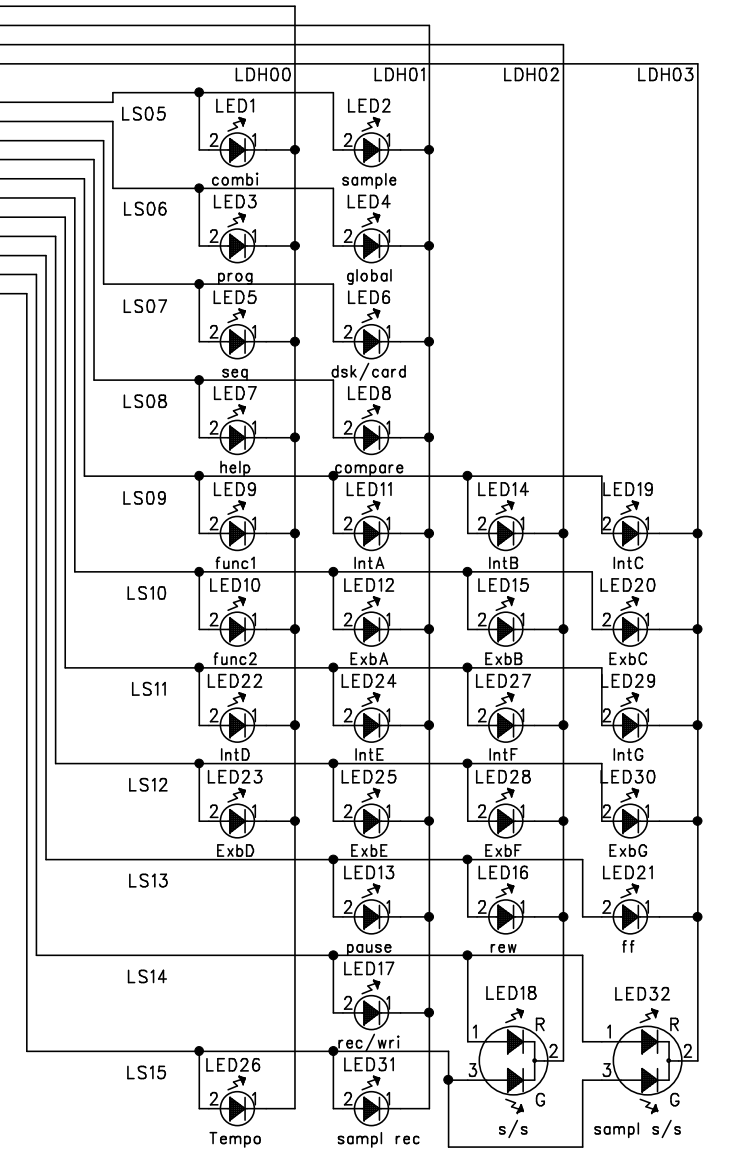 LDH00 LDH01 LDH02 LDH03
LS05 LED1 LED2
2 1 2 1
combi sample
LS06 LED3 LED4
2 1 2 1
prog global
LS07 LED5 LED6
2 1 2 1
seq dsk/card
LS08 LED7 LED8
2 1 2 1
help compare
LS09 LED9 LED11 LED14 LED19
2 1 2 1 2 1 2 1
func1 IntA IntB IntC
LS10 LED10 LED12 LED15 LED20
2 1 2 1 2 1 2 1
func2 ExbA ExbB ExbC
LS11 LED22 LED24 LED27 LED29
2 1 2 1 2 1 2 1
IntD IntE IntF IntG
LS12 LED23 LED25 LED28 LED30
2 1 2 1 2 1 2 1
ExbD ExbE ExbF ExbG
LS13 LED13 LED16 LED21
2 1 2 1 2 1
pause rew ff
LS14 LED17 LED18 LED32
2 1 1 R 2 1 R 2
rec/wri
LS15 LED26 LED31 3 G 3 G
2 1 2 1
Tempo sampl rec s/s sampl s/s